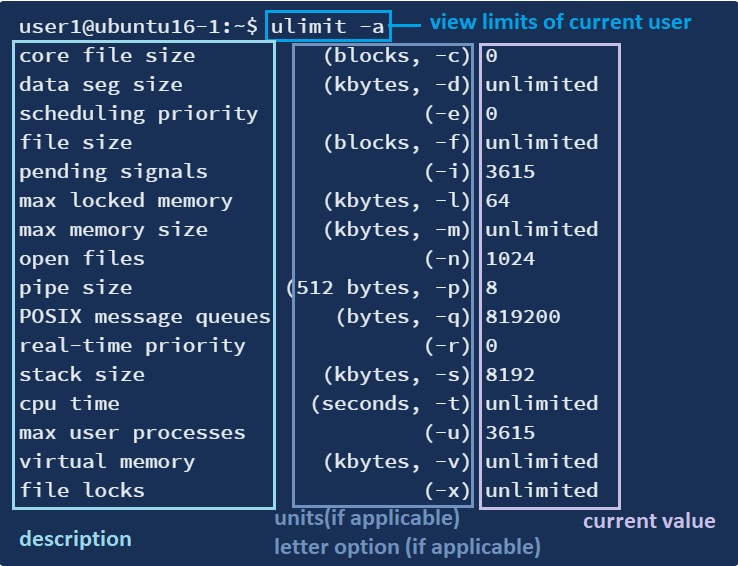 user1@ubuntu16-1:~$ ulimit -a view limits of current user
core file size (blocks, -c) 0
data seg size (kbytes, -d) unlimited
scheduling priority (-e) 0
file size (blocks, -f) unlimited
pending signals (-i) 3615
max locked memory (kbytes, -l) 64
max memory size (kbytes, -m) unlimited
open files (-n) 1024
pipe size (512 bytes, -p) 8
POSIX message queues (bytes, -q) 819200
real-time priority (-r) 0
stack size (kbytes, -s) 8192
cpu time (seconds, -t) unlimited
max user processes (-u) 3615
virtual memory (kbytes, -v) unlimited
file locks (-x) unlimited
description
units(if applicable)
letter option (if applicable)
current value